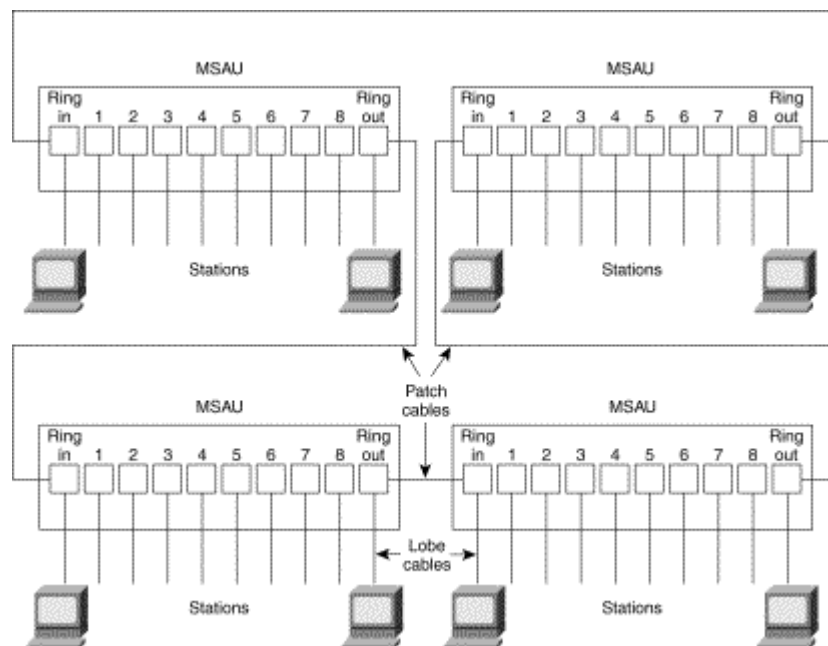 MSAU
MSAU
Ring in 1 2 3 4 5 6 7 8 Ring out
Ring in 1 2 3 4 5 6 7 8 Ring out
Stations
Stations
Patch cables
MSAU
MSAU
Ring in 1 2 3 4 5 6 7 8 Ring out
Ring in 1 2 3 4 5 6 7 8 Ring out
Lobe cables
Stations
Stations